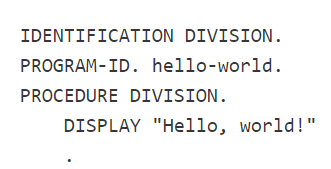 IDENTIFICATION DIVISION.
PROGRAM-ID. hello-world.
PROCEDURE DIVISION.
    DISPLAY "Hello, world!"
    .